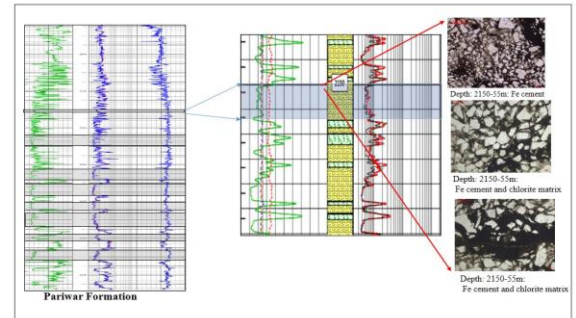 Depth: 2150-55m: Fe cement
Depth: 2150-55m:
Fe cement and chlorite matrix
Depth: 2150-55m:
Fe cement and chlorite matrix
Pariwar Formation